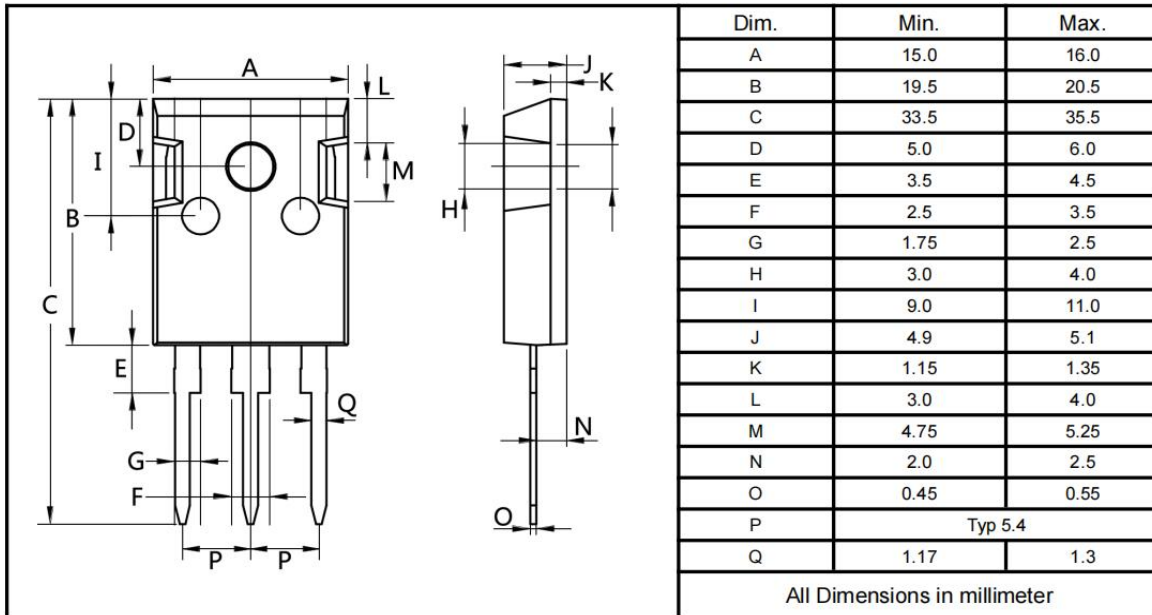 A
L
J
K
D
I
M
H
B
C
E
Q
N
G
F
O
P P
Dim. Min. Max.
A 15.0 16.0
B 19.5 20.5
C 33.5 35.5
D 5.0 6.0
E 3.5 4.5
F 2.5 3.5
G 1.75 2.5
H 3.0 4.0
I 9.0 11.0
J 4.9 5.1
K 1.15 1.35
L 3.0 4.0
M 4.75 5.25
N 2.0 2.5
O 0.45 0.55
P Typ 5.4
Q 1.17 1.3
All Dimensions in millimeter